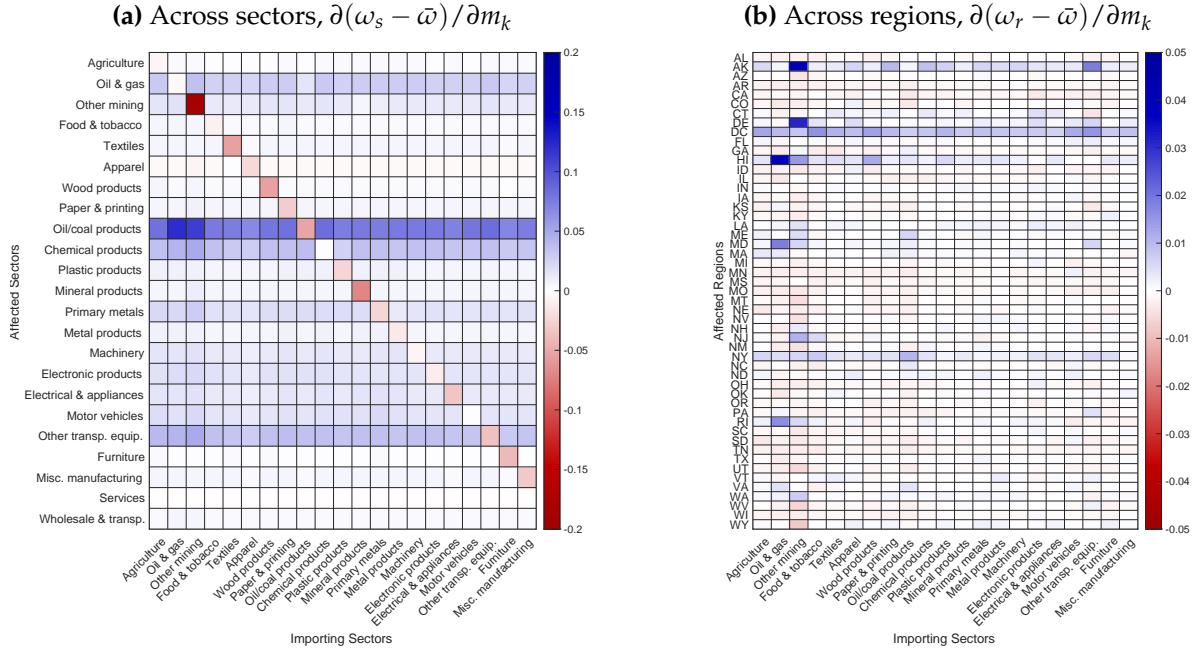 (a) Across sectors, ∂(ω_s − ω̄)/∂m_k
Affected Sectors
Agriculture
Oil & gas
Other mining
Food & tobacco
Textiles
Apparel
Wood products
Paper & printing
Oil/coal products
Chemical products
Plastic products
Mineral products
Primary metals
Metal products
Machinery
Electronic products
Electrical & appliances
Motor vehicles
Other transp. equip.
Furniture
Misc. manufacturing
Services
Wholesale & transp.
0.2
0.15
0.1
0.05
0
-0.05
-0.1
-0.15
-0.2
Agriculture
Oil & gas
Other mining
Food & tobacco
Textiles
Apparel
Wood products
Paper & printing
Oil/coal products
Chemical products
Plastic products
Mineral products
Primary metals
Metal products
Machinery
Electronic products
Electrical & appliances
Motor vehicles
Other transp. equip.
Furniture
Misc. manufacturing
Importing Sectors
(b) Across regions, ∂(ω_r − ω̄)/∂m_k
Affected Regions
AL
AK
AZ
AR
CA
CO
CT
DE
DC
FL
GA
HI
ID
IL
IN
IA
KS
KY
LA
ME
MD
MA
MI
MN
MS
MO
MT
NE
NV
NH
NJ
NM
NY
NC
ND
OH
OK
OR
PA
RI
SC
SD
TN
TX
UT
VT
VA
WA
WV
WI
WY
0.05
0.04
0.03
0.02
0.01
0
-0.01
-0.02
-0.03
-0.04
-0.05
Agriculture
Oil & gas
Other mining
Food & tobacco
Textiles
Apparel
Wood products
Paper & printing
Oil/coal products
Chemical products
Plastic products
Mineral products
Primary metals
Metal products
Machinery
Electronic products
Electrical & appliances
Motor vehicles
Other transp. equip.
Furniture
Misc. manufacturing
Importing Sectors